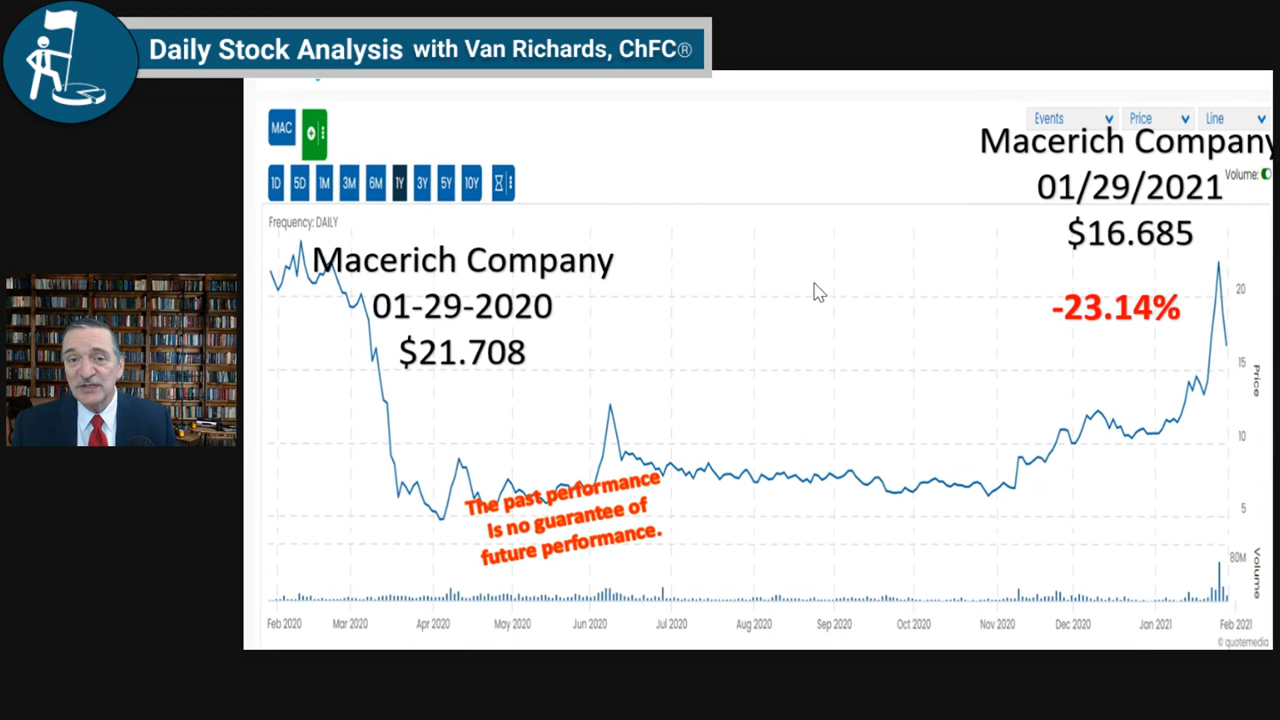 Daily Stock Analysis with Van Richards, ChFC®
MAC
Events
Price
Line
Macerich Company
01/29/2021
$16.685
-23.14%
Volume:
1D
5D
1M
3M
6M
1Y
3Y
5Y
10Y
Frequency: DAILY
Macerich Company
01-29-2020
$21.708
The past performance
Is no guarantee of
future performance.
20
15
10
5
Price
80M
Volume
Feb 2020
Mar 2020
Apr 2020
May 2020
Jun 2020
Jul 2020
Aug 2020
Sep 2020
Oct 2020
Nov 2020
Dec 2020
Jan 2021
Feb 2021
© quotemedia